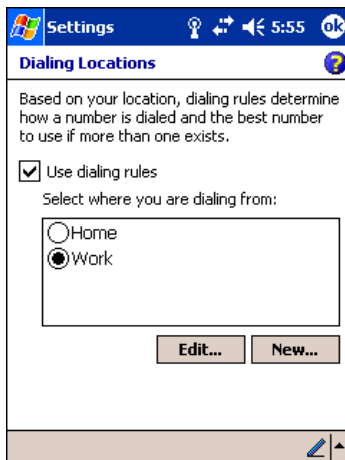 Settings 5:55 ok
Dialing Locations ?
Based on your location, dialing rules determine
how a number is dialed and the best number
to use if more than one exists.
Use dialing rules
Select where you are dialing from:
Home
Work
Edit... New...